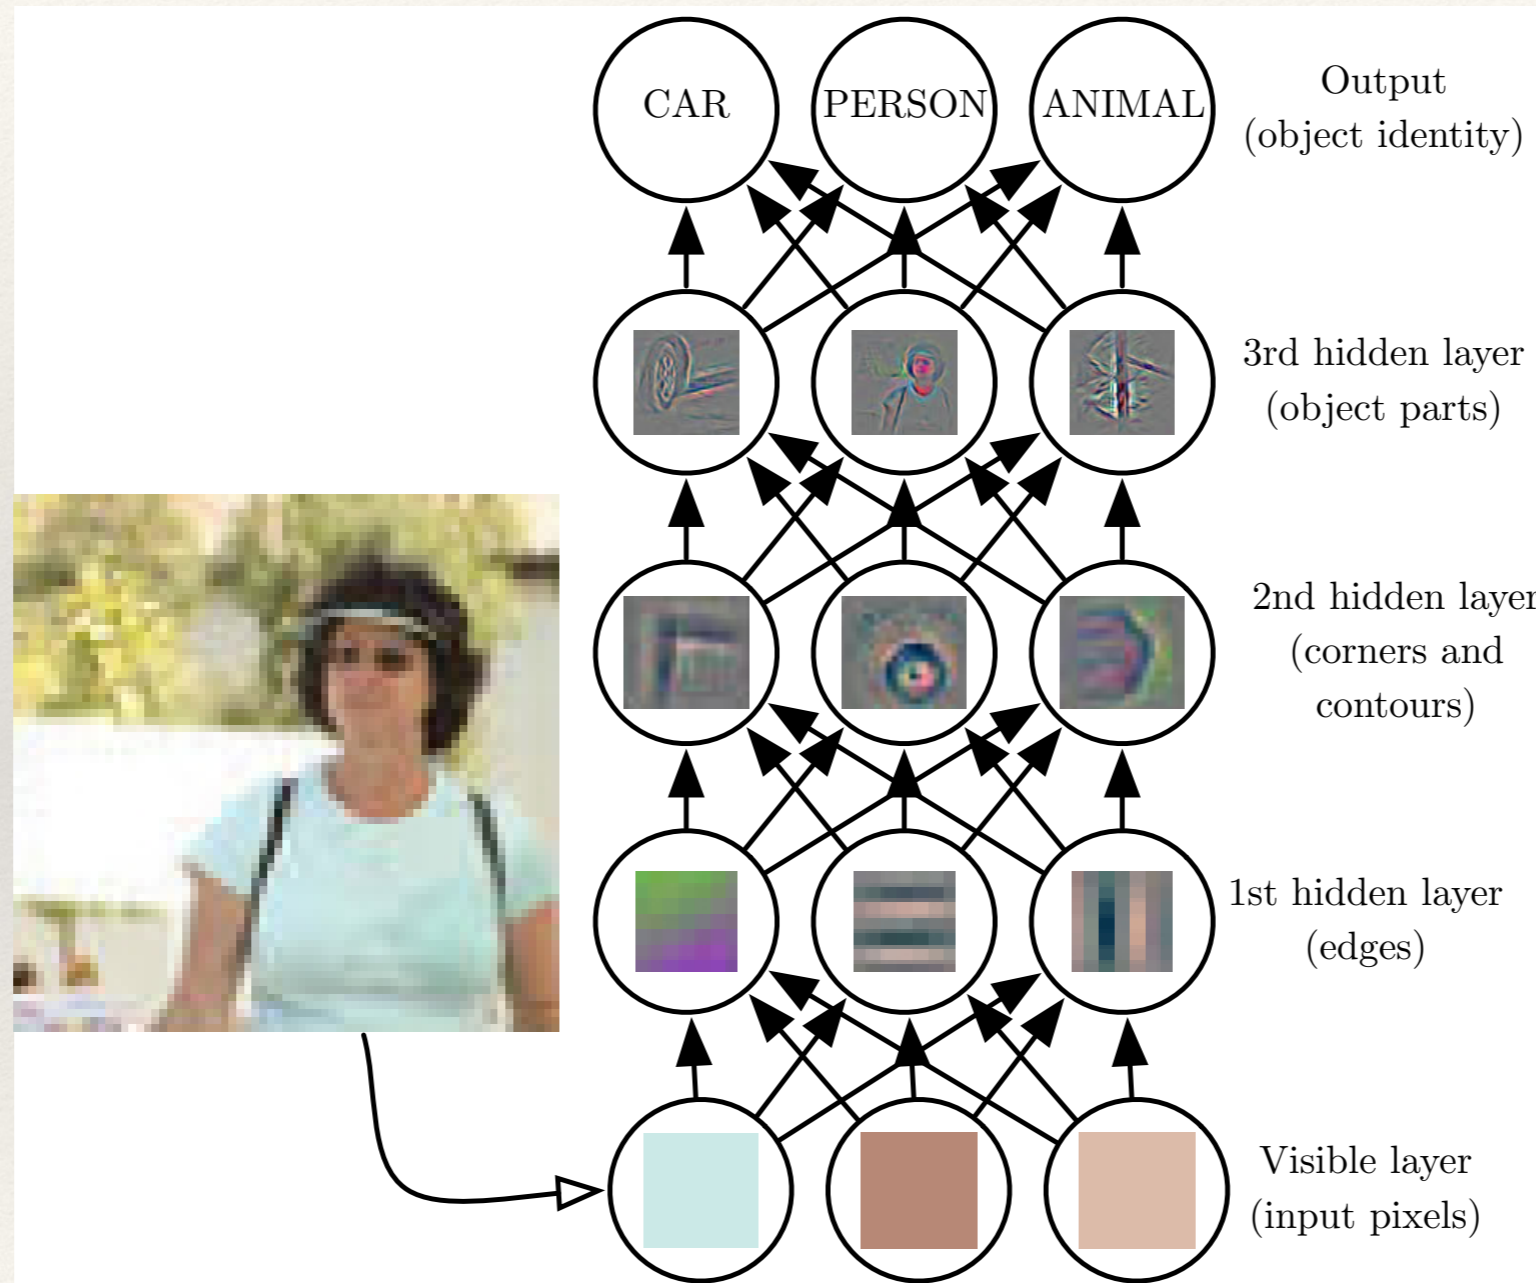 CAR
PERSON
ANIMAL
Output
(object identity)
3rd hidden layer
(object parts)
2nd hidden layer
(corners and
contours)
1st hidden layer
(edges)
Visible layer
(input pixels)